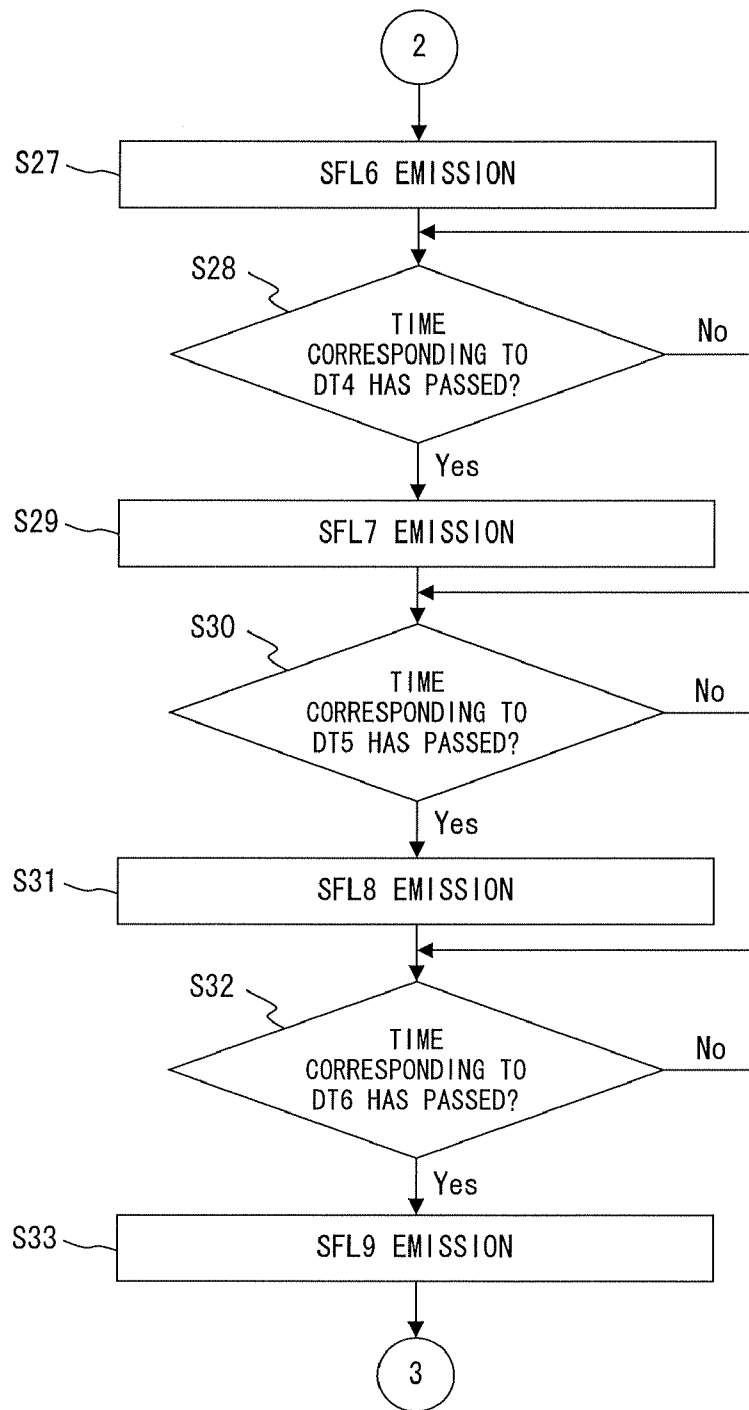 2
S27
SFL6 EMISSION
S28
TIME
CORRESPONDING TO
DT4 HAS PASSED?
No
Yes
S29
SFL7 EMISSION
S30
TIME
CORRESPONDING TO
DT5 HAS PASSED?
No
Yes
S31
SFL8 EMISSION
S32
TIME
CORRESPONDING TO
DT6 HAS PASSED?
No
Yes
S33
SFL9 EMISSION
3